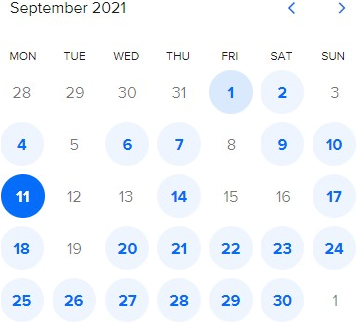 September 2021
MON TUE WED THU FRI SAT SUN
28 29 30 31 1 2 3
4 5 6 7 8 9 10
11 12 13 14 15 16 17
18 19 20 21 22 23 24
25 26 27 28 29 30 1